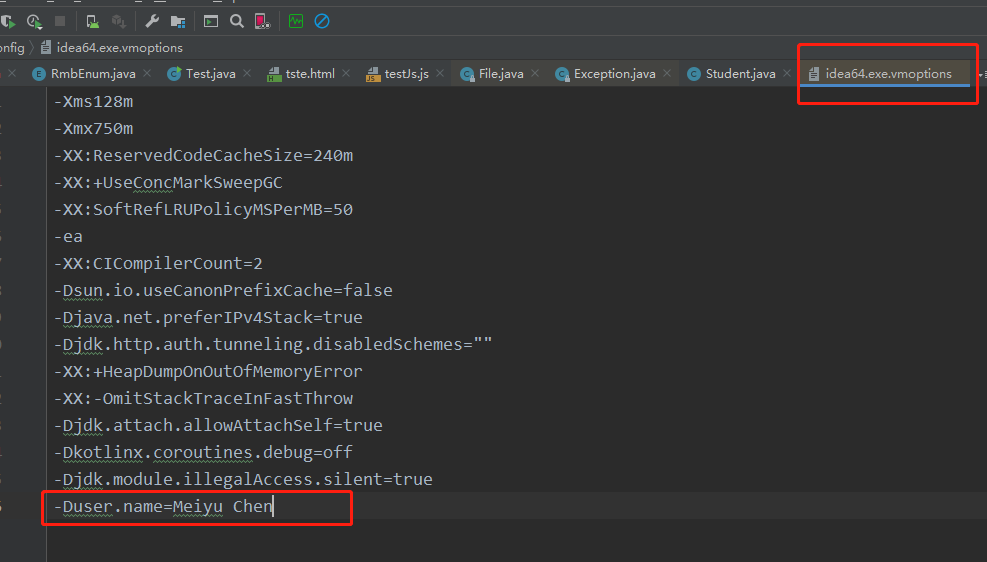 onfig
idea64.exe.vmoptions
RmbEnum.java
Test.java
tste.html
testJs.js
File.java
Exception.java
Student.java
idea64.exe.vmoptions
-Xms128m
-Xmx750m
-XX:ReservedCodeCacheSize=240m
-XX:+UseConcMarkSweepGC
-XX:SoftRefLRUPolicyMSPerMB=50
-ea
-XX:CICompilerCount=2
-Dsun.io.useCanonPrefixCache=false
-Djava.net.preferIPv4Stack=true
-Djdk.http.auth.tunneling.disabledSchemes=""
-XX:+HeapDumpOnOutOfMemoryError
-XX:-OmitStackTraceInFastThrow
-Djdk.attach.allowAttachSelf=true
-Dkotlinx.coroutines.debug=off
-Djdk.module.illegalAccess.silent=true
-Duser.name=Meiyu Chen